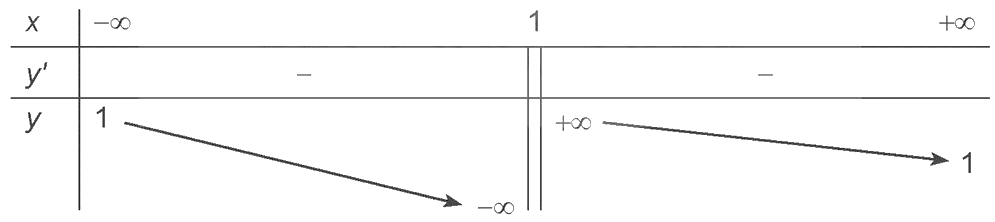 x −∞ 1 +∞
y' − −
y 1 +∞ 1
−∞